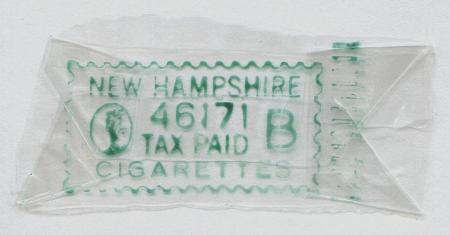 NEW HAMPSHIRE
46171
TAX PAID
B
CIGARETTES